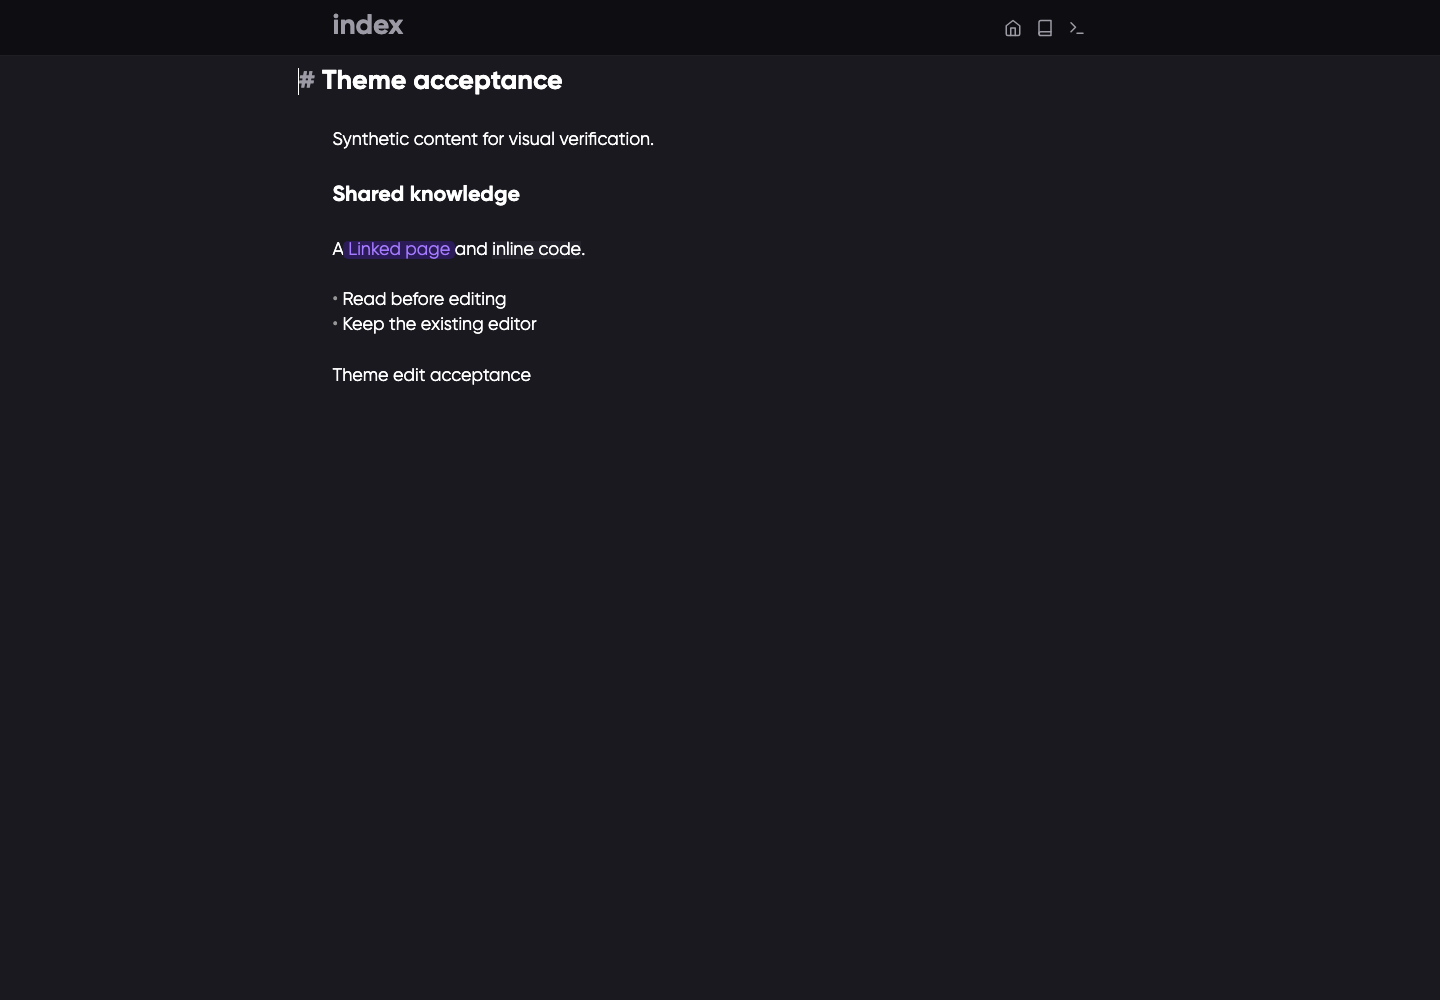 index
# Theme acceptance
Synthetic content for visual verification.
Shared knowledge
A Linked page and inline code.
• Read before editing
• Keep the existing editor
Theme edit acceptance